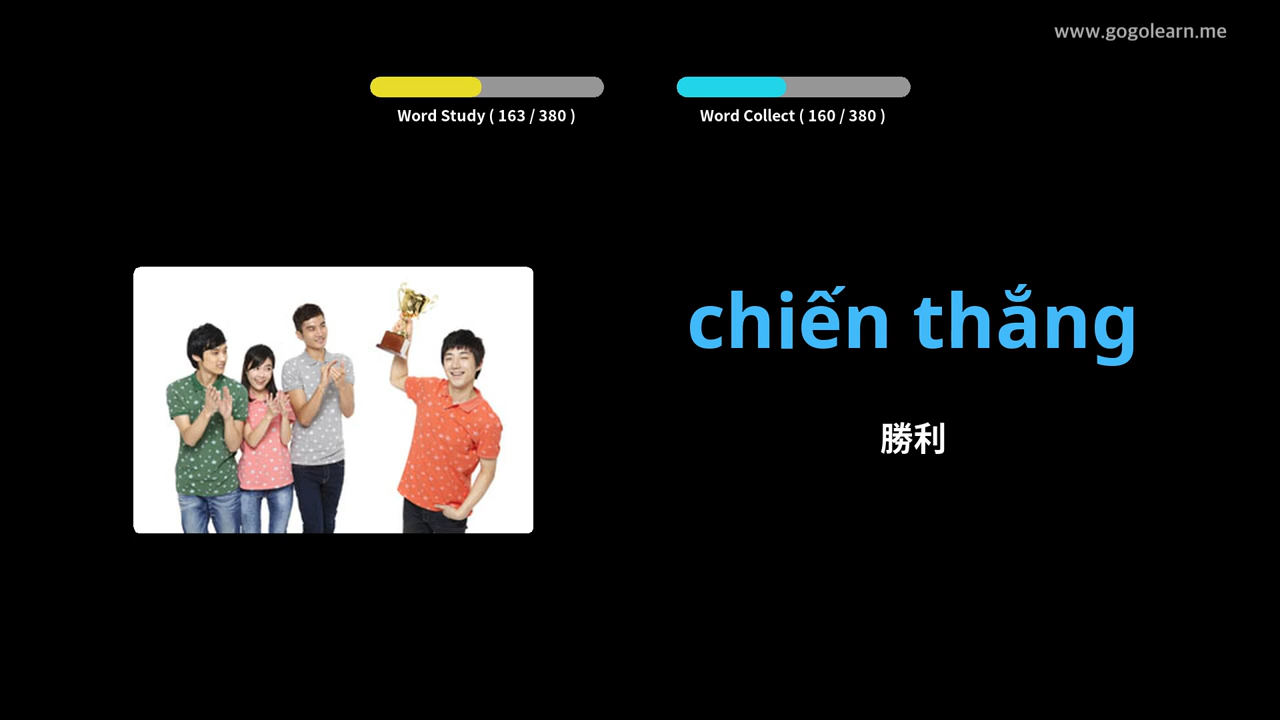 www.gogolearn.me
Word Study ( 163 / 380 )
Word Collect ( 160 / 380 )
chiến thắng
勝利